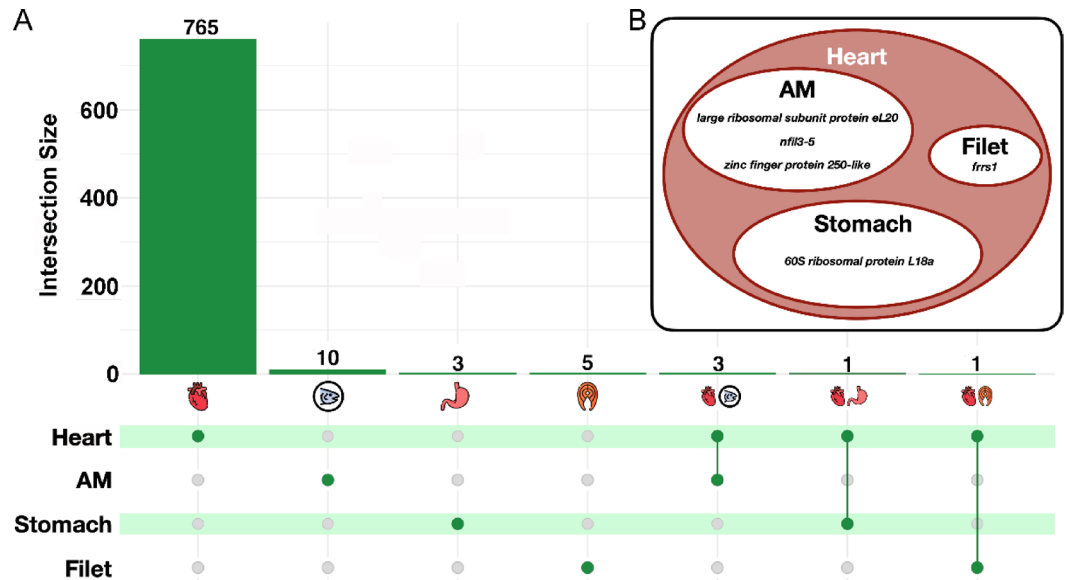 A
B
765
600
400
200
0
Intersection Size
10
3
5
3
1
1
Heart
AM
large ribosomal subunit protein eL20
nfil3-5
zinc finger protein 250-like
Filet
frrs1
Stomach
60S ribosomal protein L18a
Heart
AM
Stomach
Filet